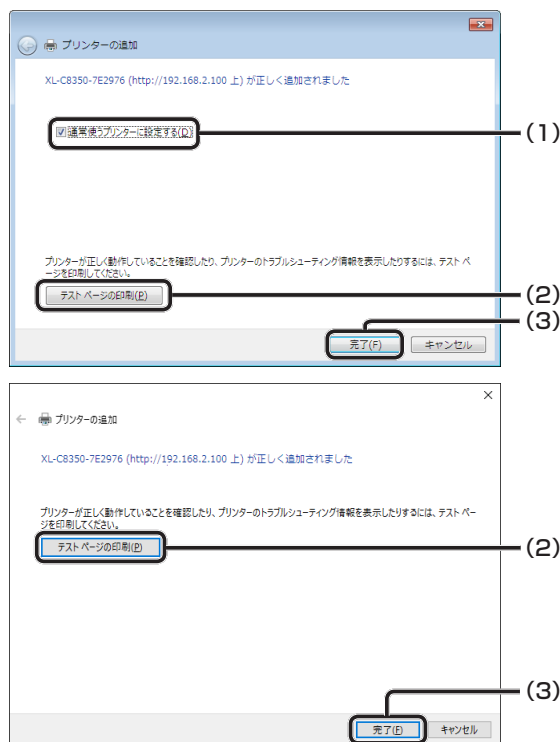 プリンターの追加
XL-C8350-7E2976 (http://192.168.2.100 上) が正しく追加されました
通常使うプリンターに設定する(D) (1)
プリンターが正しく動作していることを確認したり、プリンターのトラブルシューティング情報を表示したりするには、テスト ペ
ージを印刷してください。
テスト ページの印刷(P) (2)
(3)
完了(F) キャンセル
プリンターの追加
XL-C8350-7E2976 (http://192.168.2.100 上) が正しく追加されました
プリンターが正しく動作していることを確認したり、プリンターのトラブルシューティング情報を表示したりするには、テスト ペー
ジを印刷してください。
テスト ページの印刷(P) (2)
(3)
完了(F) キャンセル